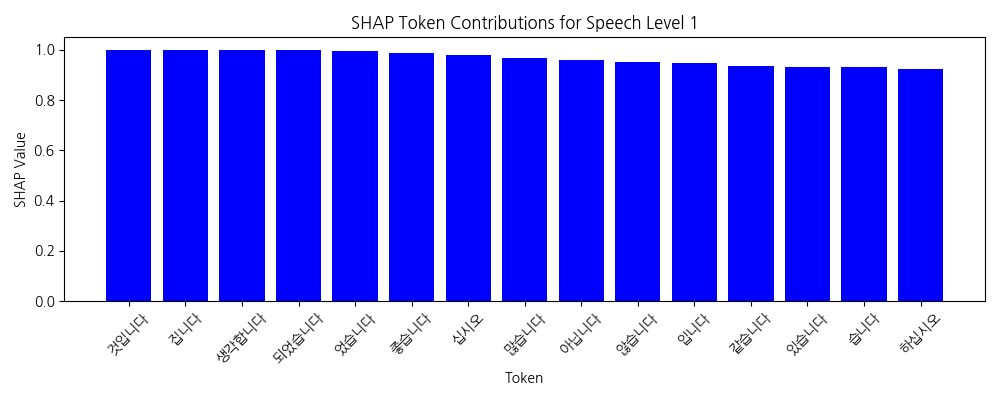 SHAP Token Contributions for Speech Level 1
SHAP Value
1.0
0.8
0.6
0.4
0.2
0.0
것입니다
집니다
생각합니다
되었습니다
었습니다
좋습니다
십시오
많습니다
아닙니다
않습니다
입니다
같습니다
있습니다
습니다
하십시오
Token